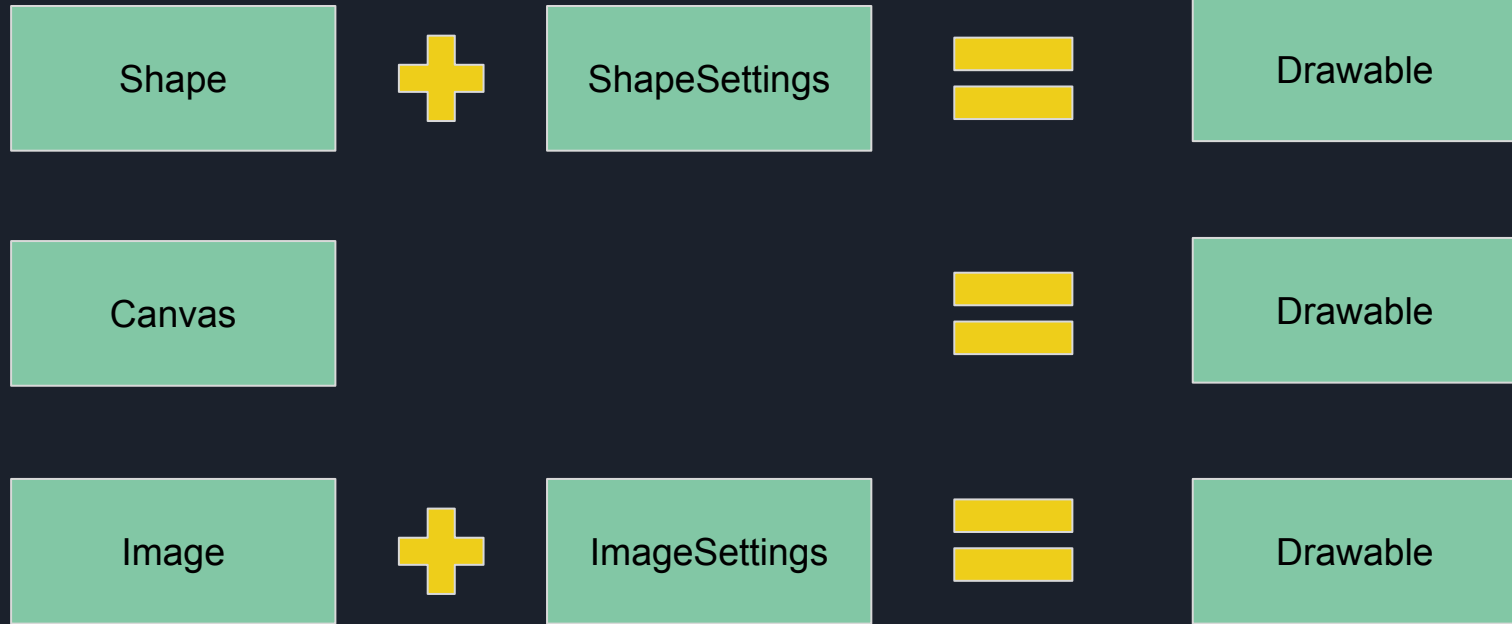 Shape
ShapeSettings
Drawable
Canvas
Drawable
Image
ImageSettings
Drawable